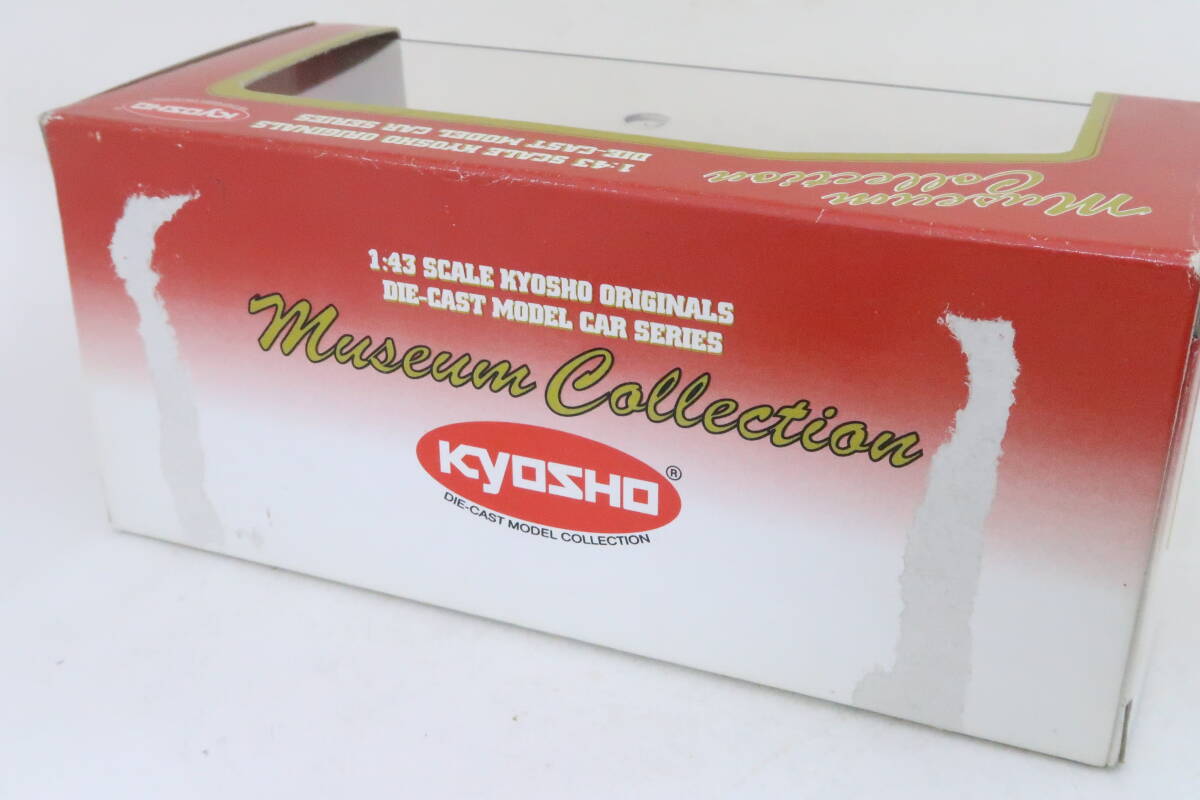 KYOSHO
1:43 SCALE KYOSHO ORIGINALS
DIE-CAST MODEL CAR SERIES
Museum
Collection
1:43 SCALE KYOSHO ORIGINALS
DIE-CAST MODEL CAR SERIES
Museum Collection
KYOSHO ®
DIE-CAST MODEL COLLECTION